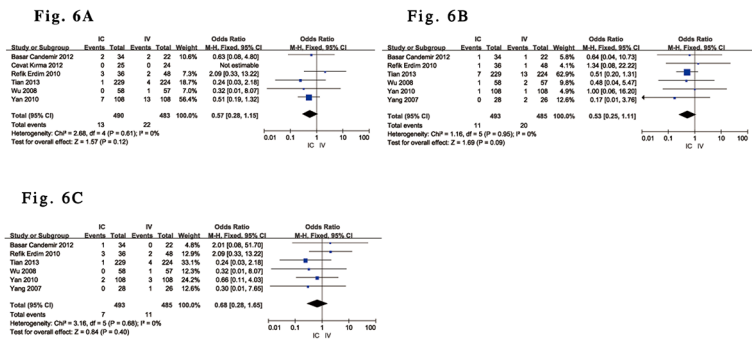 Fig. 6A
IC IV Odds Ratio Odds Ratio
Study or Subgroup Events Total Events Total Weight M-H, Fixed, 95% CI M-H, Fixed, 95% CI
Basar Candemir 2012 2 34 2 22 10.6% 0.63 [0.08, 4.80]
Cevat Kırma 2012 0 25 0 24 Not estimable
Refik Erdim 2010 3 36 2 48 7.2% 2.09 [0.33, 13.22]
Tian 2013 1 229 4 224 18.7% 0.24 [0.03, 2.18]
Wu 2008 0 58 1 57 7.0% 0.32 [0.01, 8.07]
Yan 2010 7 108 13 108 56.5% 0.51 [0.19, 1.32]
Total (95% CI) 490 483 100.0% 0.57 [0.28, 1.15]
Total events 13 22
Heterogeneity: Chi² = 2.68, df = 4 (P = 0.61); I² = 0%
Test for overall effect: Z = 1.57 (P = 0.12)
0.01 0.1 1 10 100
IC IV
Fig. 6B
IC IV Odds Ratio Odds Ratio
Study or Subgroup Events Total Events Total Weight M-H, Fixed, 95% CI M-H, Fixed, 95% CI
Basar Candemir 2012 1 34 1 22 5.9% 0.64 [0.04, 10.73]
Refik Erdim 2010 1 36 1 48 4.1% 1.34 [0.08, 22.22]
Tian 2013 7 229 13 224 62.5% 0.51 [0.20, 1.31]
Wu 2008 1 58 2 57 9.7% 0.48 [0.04, 5.47]
Yan 2010 1 108 1 108 4.9% 1.00 [0.06, 16.20]
Yang 2007 0 28 2 26 12.6% 0.17 [0.01, 3.76]
Total (95% CI) 493 485 100.0% 0.53 [0.25, 1.11]
Total events 11 20
Heterogeneity: Chi² = 1.16, df = 5 (P = 0.95); I² = 0%
Test for overall effect: Z = 1.69 (P = 0.09)
0.01 0.1 1 10 100
IC IV
Fig. 6C
IC IV Odds Ratio Odds Ratio
Study or Subgroup Events Total Events Total Weight M-H, Fixed, 95% CI M-H, Fixed, 95% CI
Basar Candemir 2012 1 34 0 22 4.8% 2.01 [0.08, 51.70]
Refik Erdim 2010 3 36 2 48 12.9% 2.09 [0.33, 13.22]
Tian 2013 1 229 4 224 33.0% 0.24 [0.03, 2.18]
Wu 2008 0 58 1 57 12.5% 0.32 [0.01, 8.07]
Yan 2010 2 108 3 108 24.2% 0.66 [0.11, 4.03]
Yang 2007 0 28 1 26 12.6% 0.30 [0.01, 7.65]
Total (95% CI) 493 485 100.0% 0.68 [0.28, 1.65]
Total events 7 11
Heterogeneity: Chi² = 3.16, df = 5 (P = 0.68); I² = 0%
Test for overall effect: Z = 0.84 (P = 0.40)
0.01 0.1 1 10 100
IC IV